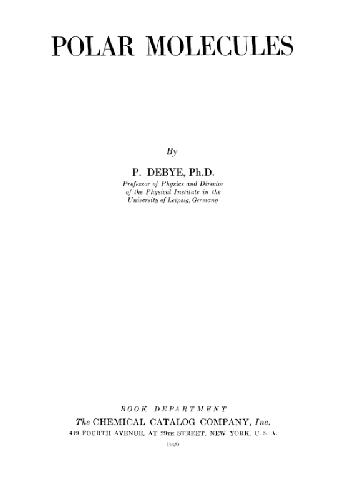 POLAR MOLECULES
By
P. DEBYE, Ph.D.
Professor of Physics and Director
of the Physical Institute in the
University of Leipzig, Germany
BOOK DEPARTMENT
The CHEMICAL CATALOG COMPANY, Inc.
419 FOURTH AVENUE, AT 29TH STREET, NEW YORK, U. S. A.